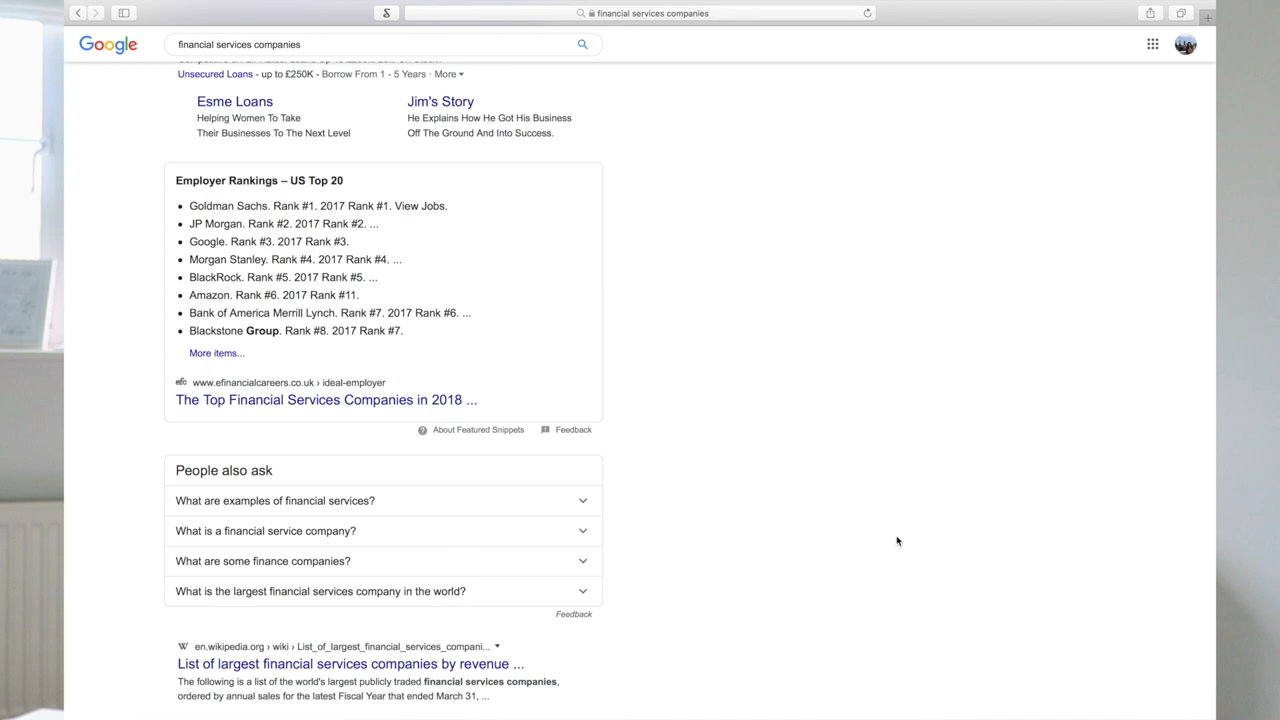 financial services companies
Google
financial services companies
Unsecured Loans - up to £250K - Borrow From 1 - 5 Years · More
Esme Loans
Helping Women To Take
Their Businesses To The Next Level
Jim's Story
He Explains How He Got His Business
Off The Ground And Into Success.
Employer Rankings – US Top 20
Goldman Sachs. Rank #1. 2017 Rank #1. View Jobs.
JP Morgan. Rank #2. 2017 Rank #2. ...
Google. Rank #3. 2017 Rank #3.
Morgan Stanley. Rank #4. 2017 Rank #4. ...
BlackRock. Rank #5. 2017 Rank #5. ...
Amazon. Rank #6. 2017 Rank #11.
Bank of America Merrill Lynch. Rank #7. 2017 Rank #6. ...
Blackstone Group. Rank #8. 2017 Rank #7.
More items...
efc www.efinancialcareers.co.uk › ideal-employer
The Top Financial Services Companies in 2018 ...
About Featured Snippets Feedback
People also ask
What are examples of financial services?
What is a financial service company?
What are some finance companies?
What is the largest financial services company in the world?
Feedback
W en.wikipedia.org › wiki › List_of_largest_financial_services_compani...
List of largest financial services companies by revenue ...
The following is a list of the world's largest publicly traded financial services companies,
ordered by annual sales for the latest Fiscal Year that ended March 31, ...